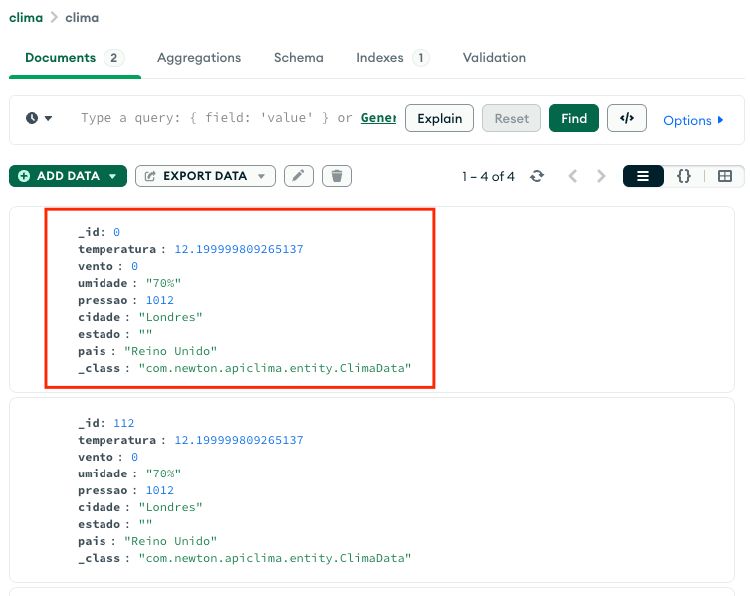 clima > clima
Documents 2 Aggregations Schema Indexes 1 Validation
Type a query: { field: 'value' } or Gener Explain Reset Find </> Options
ADD DATA EXPORT DATA 1 – 4 of 4 {}
_id: 0
temperatura : 12.199999809265137
vento : 0
umidade : "70%"
pressao : 1012
cidade : "Londres"
estado : ""
pais : "Reino Unido"
_class : "com.newton.apiclima.entity.ClimaData"
_id: 112
temperatura : 12.199999809265137
vento : 0
umidade : "70%"
pressao : 1012
cidade : "Londres"
estado : ""
pais : "Reino Unido"
_class : "com.newton.apiclima.entity.ClimaData"